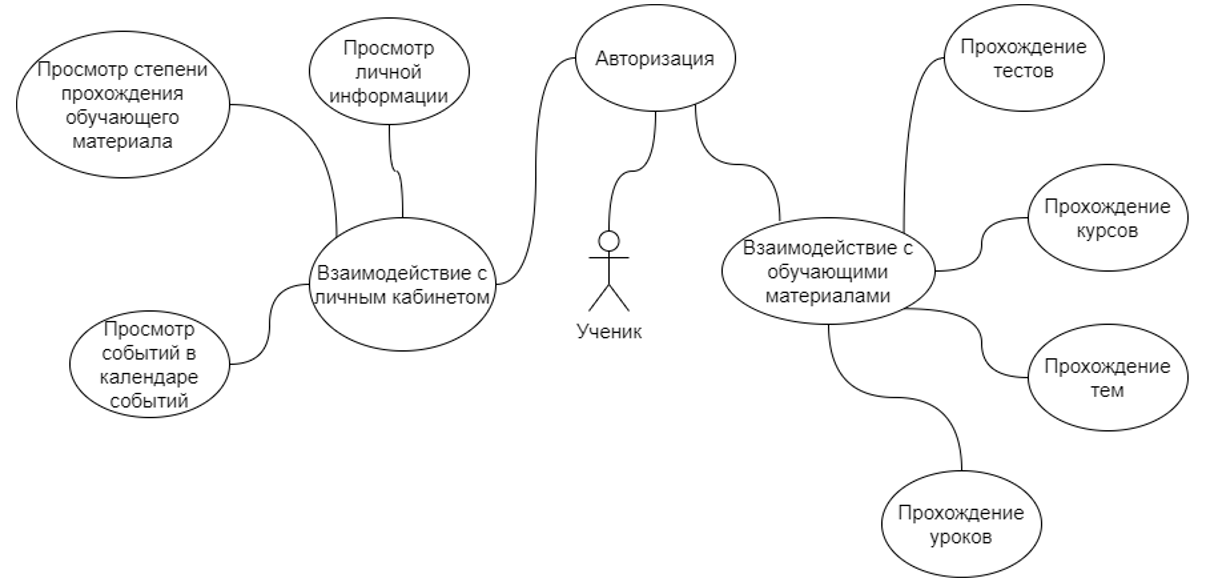 Просмотр степени
прохождения
обучающего
материала
Просмотр
личной
информации
Авторизация
Прохождение
тестов
Взаимодействие с
личным кабинетом
Ученик
Взаимодействие с
обучающими
материалами
Прохождение
курсов
Просмотр
событий в
календаре
событий
Прохождение
тем
Прохождение
уроков